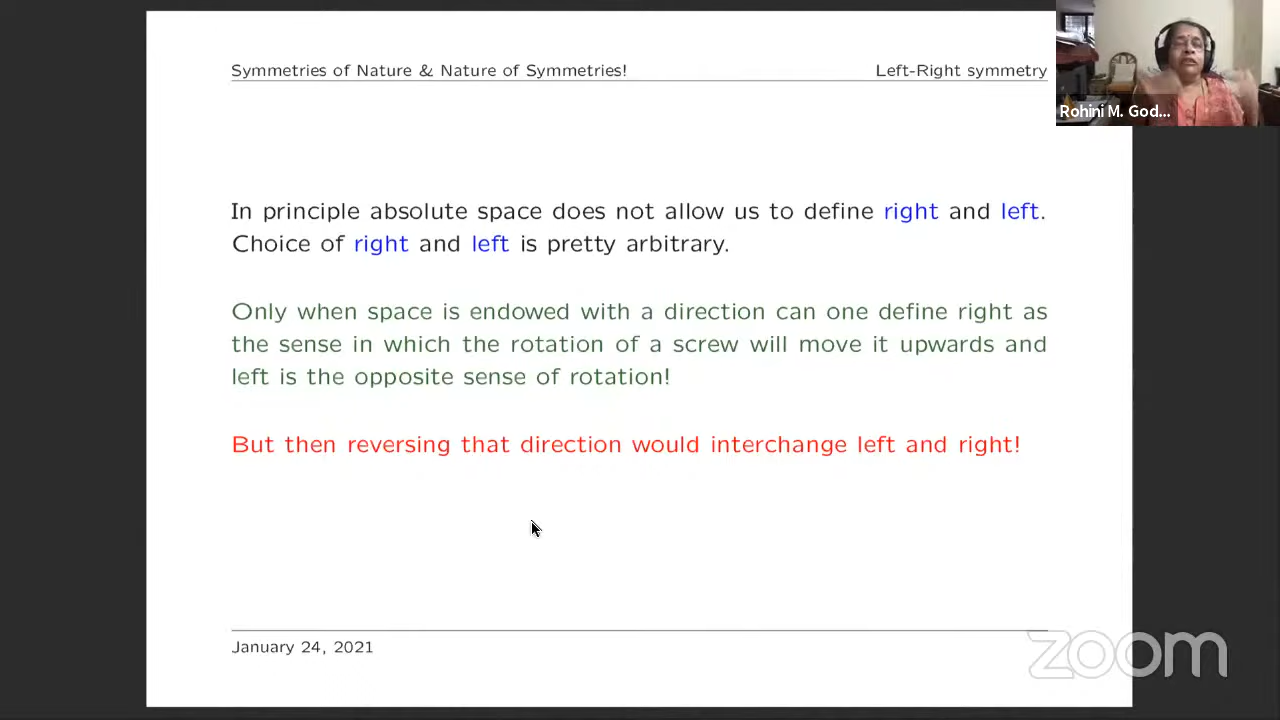 Symmetries of Nature & Nature of Symmetries!
Left-Right symmetry
Rohini M. God...
In principle absolute space does not allow us to define right and left.
Choice of right and left is pretty arbitrary.
Only when space is endowed with a direction can one define right as
the sense in which the rotation of a screw will move it upwards and
left is the opposite sense of rotation!
But then reversing that direction would interchange left and right!
January 24, 2021
zoom